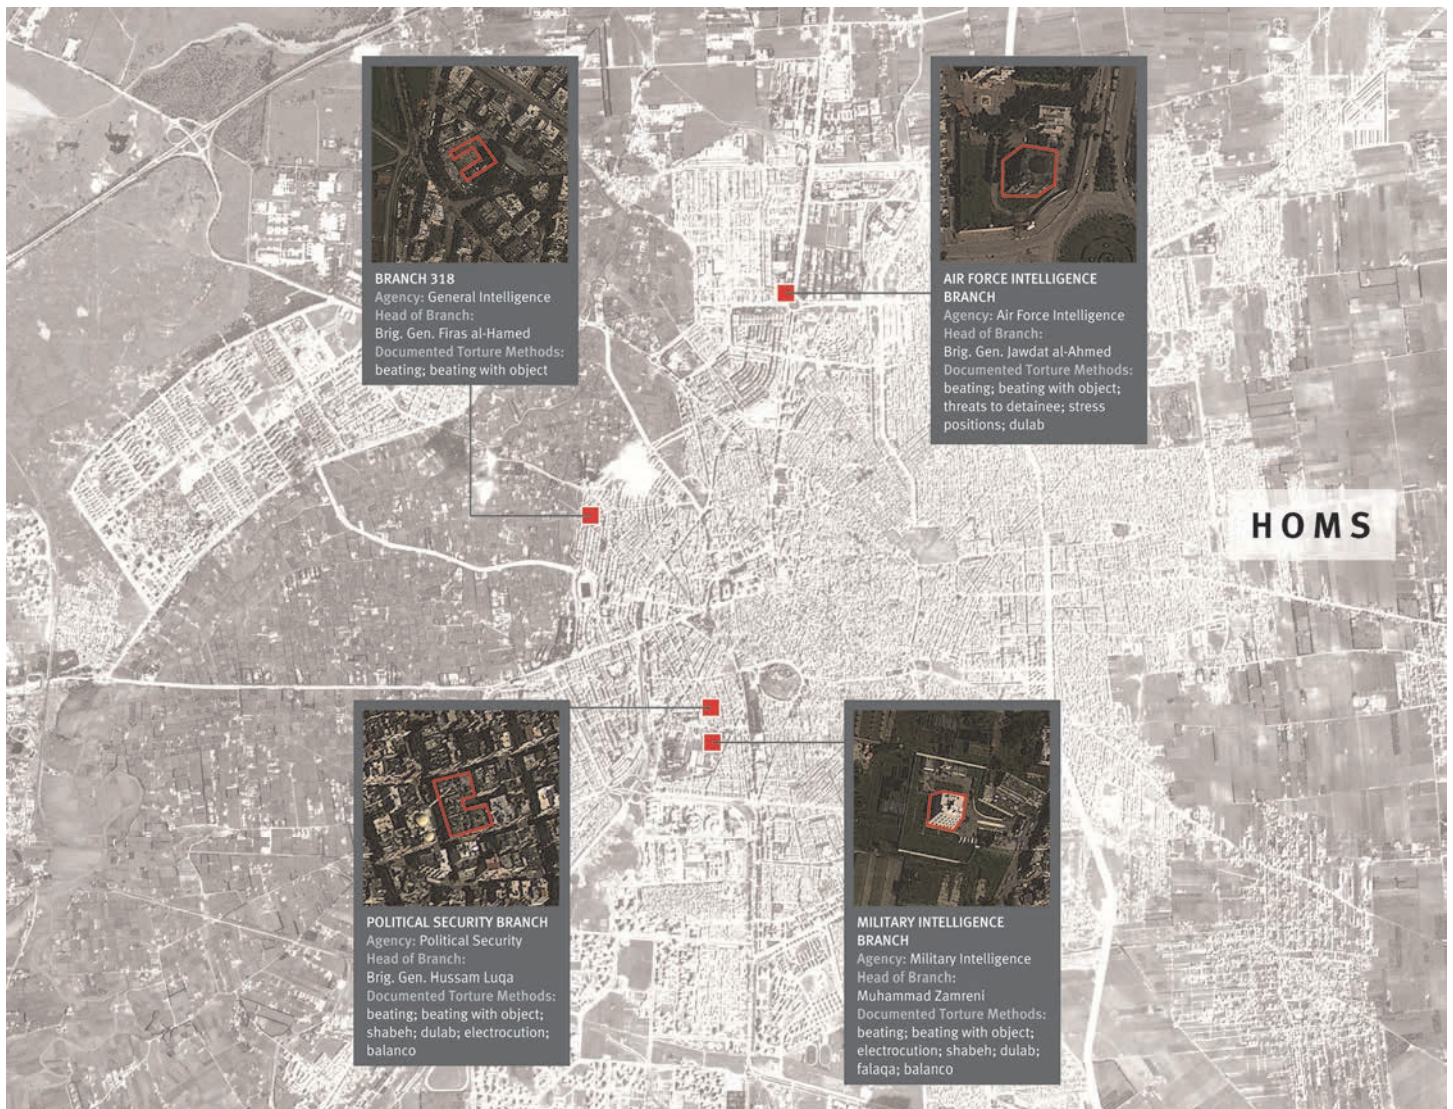 BRANCH 318
Agency: General Intelligence
Head of Branch:
Brig. Gen. Firas al-Hamed
Documented Torture Methods:
beating; beating with object
AIR FORCE INTELLIGENCE
BRANCH
Agency: Air Force Intelligence
Head of Branch:
Brig. Gen. Jawdat al-Ahmed
Documented Torture Methods:
beating; beating with object;
threats to detainee; stress
positions; dulab
HOMS
POLITICAL SECURITY BRANCH
Agency: Political Security
Head of Branch:
Brig. Gen. Hussam Luqa
Documented Torture Methods:
beating; beating with object;
shabeh; dulab; electrocution;
balanco
MILITARY INTELLIGENCE
BRANCH
Agency: Military Intelligence
Head of Branch:
Muhammad Zamreni
Documented Torture Methods:
beating; beating with object;
electrocution; shabeh; dulab;
falaqa; balanco